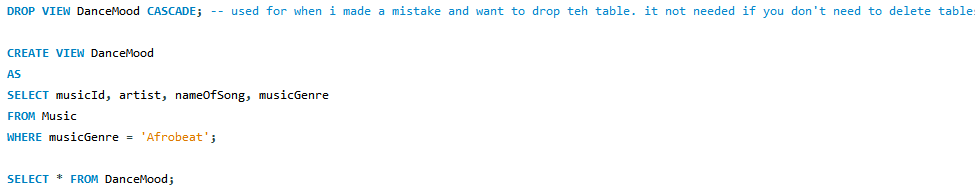 DROP VIEW DanceMood CASCADE; -- used for when i made a mistake and want to drop teh table. it not needed if you don't need to delete table
CREATE VIEW DanceMood
AS
SELECT musicId, artist, nameOfSong, musicGenre
FROM Music
WHERE musicGenre = 'Afrobeat';
SELECT * FROM DanceMood;